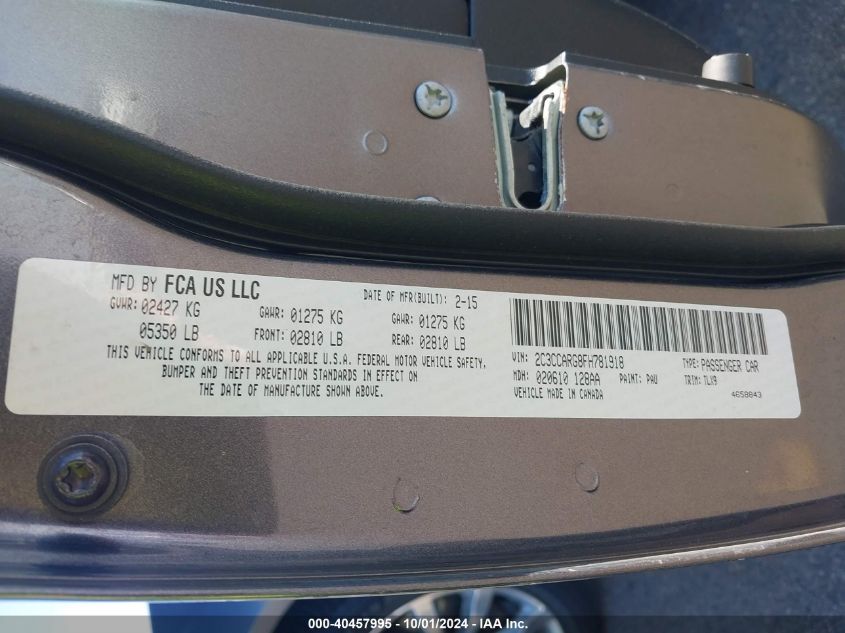 MFD BY FCA US LLC
DATE OF MFR(BUILT): 2-15
GVWR: 02427 KG
GAWR: 01275 KG
GAWR: 01275 KG
05350 LB
FRONT: 02810 LB
REAR: 02810 LB
THIS VEHICLE CONFORMS TO ALL APPLICABLE U.S.A. FEDERAL MOTOR VEHICLE SAFETY,
BUMPER AND THEFT PREVENTION STANDARDS IN EFFECT ON
THE DATE OF MANUFACTURE SHOWN ABOVE.
VIN: 2C3CCARG8FH781918
TYPE: PASSENGER CAR
MDH: 020610 128AA
PAINT: PAU
TRIM: TLX9
VEHICLE MADE IN CANADA
4658843
000-40457995 - 10/01/2024 - IAA Inc.